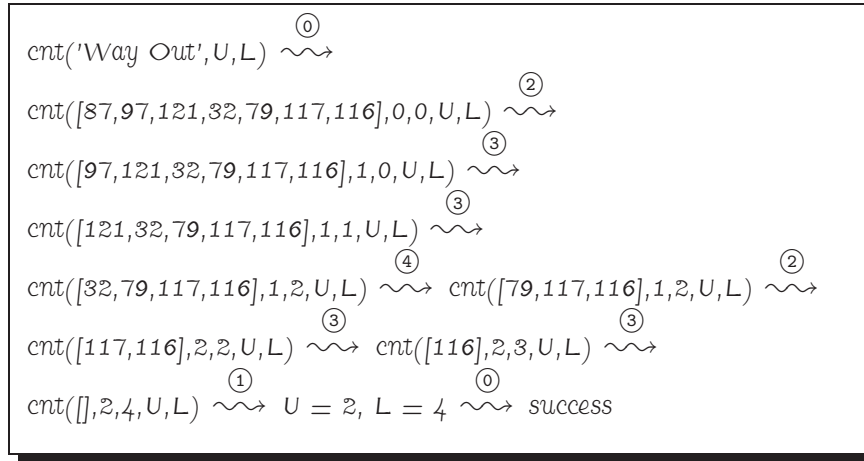 cnt('Way Out',U,L) ⓪⇝
cnt([87,97,121,32,79,117,116],0,0,U,L) ②⇝
cnt([97,121,32,79,117,116],1,0,U,L) ③⇝
cnt([121,32,79,117,116],1,1,U,L) ③⇝
cnt([32,79,117,116],1,2,U,L) ④⇝ cnt([79,117,116],1,2,U,L) ②⇝
cnt([117,116],2,2,U,L) ③⇝ cnt([116],2,3,U,L) ③⇝
cnt([],2,4,U,L) ①⇝ U = 2, L = 4 ⓪⇝ success